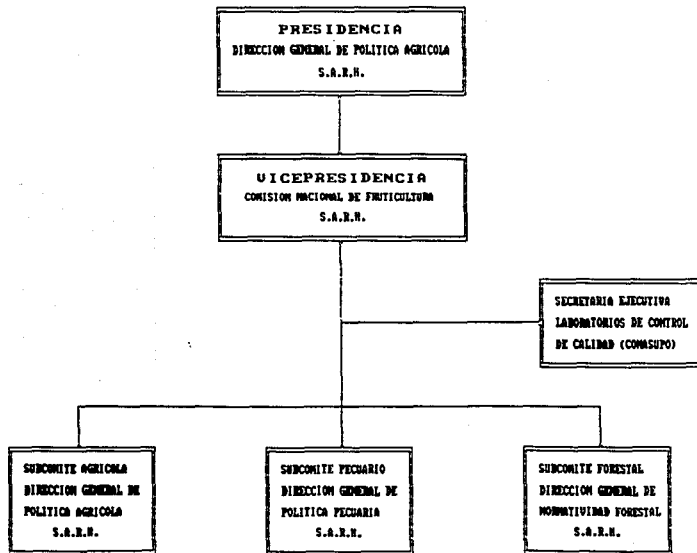 PRESIDENCIA
DIRECCION GENERAL DE POLITICA AGRICOLA
S.A.R.H.
VICEPRESIDENCIA
COMISION NACIONAL DE FRUTICULTURA
S.A.R.H.
SECRETARIA EJECUTIVA
LABORATORIOS DE CONTROL
DE CALIDAD (CONASUPO)
SUBCOMITE AGRICOLA
DIRECCION GENERAL DE
POLITICA AGRICOLA
S.A.R.H.
SUBCOMITE PECUARIO
DIRECCION GENERAL DE
POLITICA PECUARIA
S.A.R.H.
SUBCOMITE FORESTAL
DIRECCION GENERAL DE
NORMATIVIDAD FORESTAL
S.A.R.H.